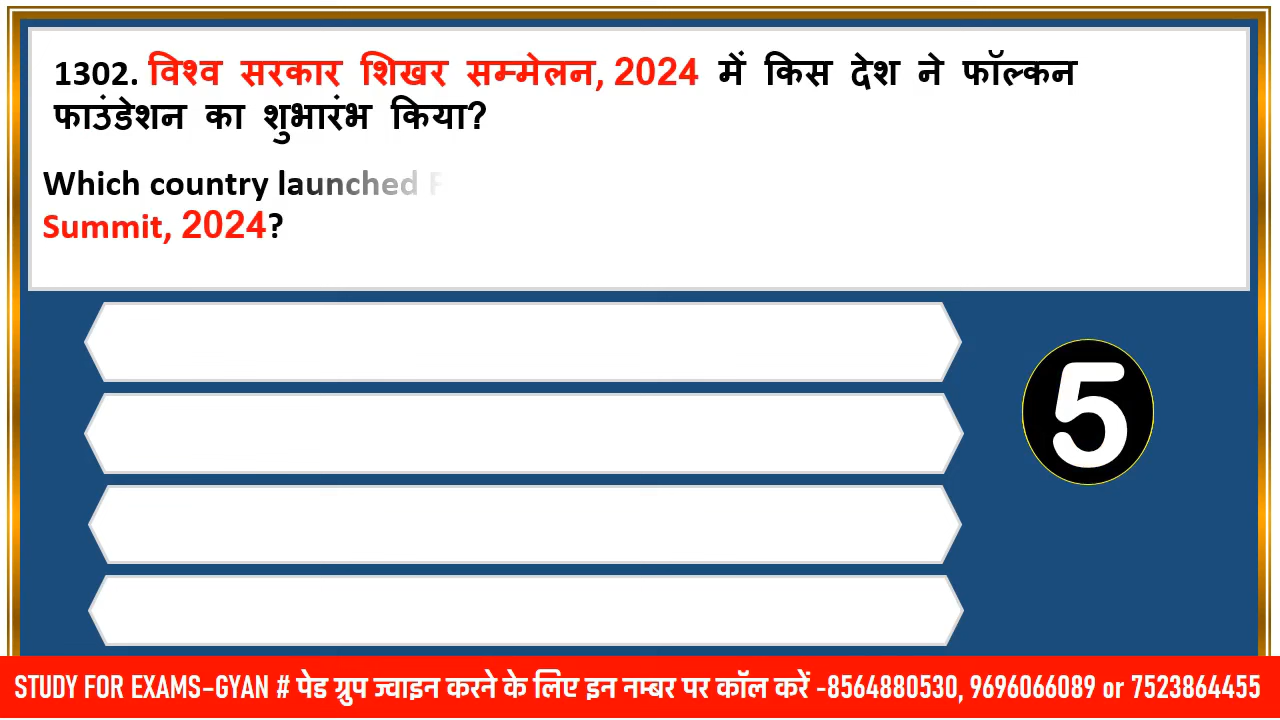 1302. विश्व सरकार शिखर सम्मेलन, 2024 में किस देश ने फॉल्कन
फाउंडेशन का शुभारंभ किया?
Which country launched
Summit, 2024?
5
STUDY FOR EXAMS-GYAN # पेड ग्रुप ज्वाइन करने के लिए इन नम्बर पर कॉल करें -8564880530, 9696066089 or 7523864455